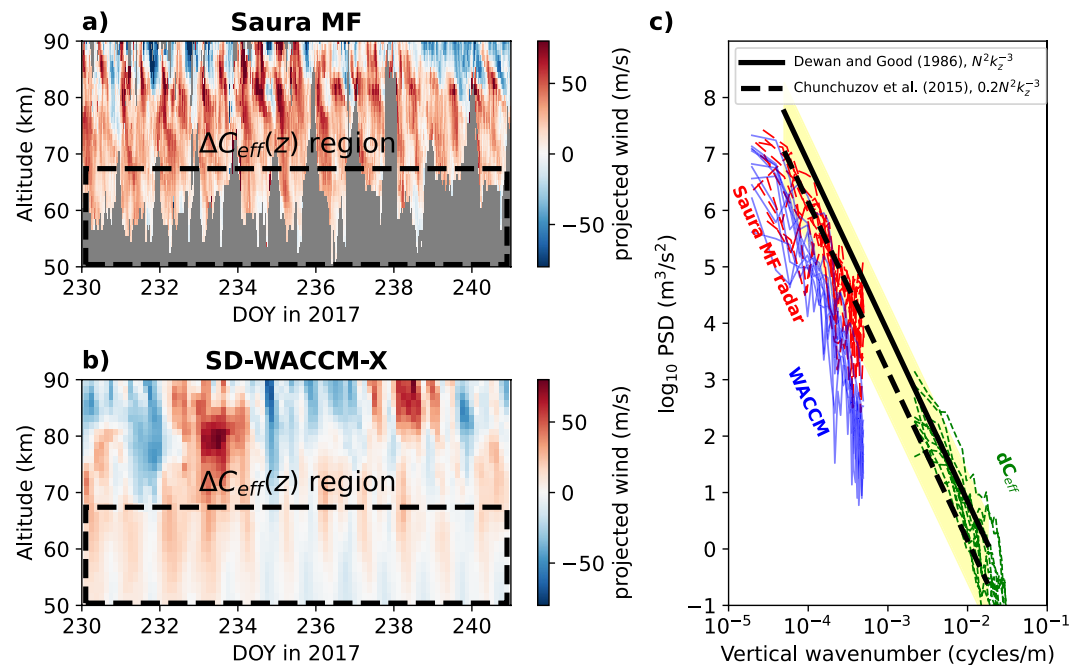 a) Saura MF
90
80
70
60
50
Altitude (km)
ΔC_eff(z) region
230 232 234 236 238 240
DOY in 2017
50
0
−50
projected wind (m/s)
b) SD-WACCM-X
90
80
70
60
50
Altitude (km)
ΔC_eff(z) region
230 232 234 236 238 240
DOY in 2017
50
0
−50
projected wind (m/s)
c)
Dewan and Good (1986), N²k_z⁻³
Chunchuzov et al. (2015), 0.2N²k_z⁻³
8
7
6
5
4
3
2
1
0
−1
log₁₀ PSD (m³/s²)
Saura MF radar
WACCM
dC_eff
10⁻⁵ 10⁻⁴ 10⁻³ 10⁻² 10⁻¹
Vertical wavenumber (cycles/m)